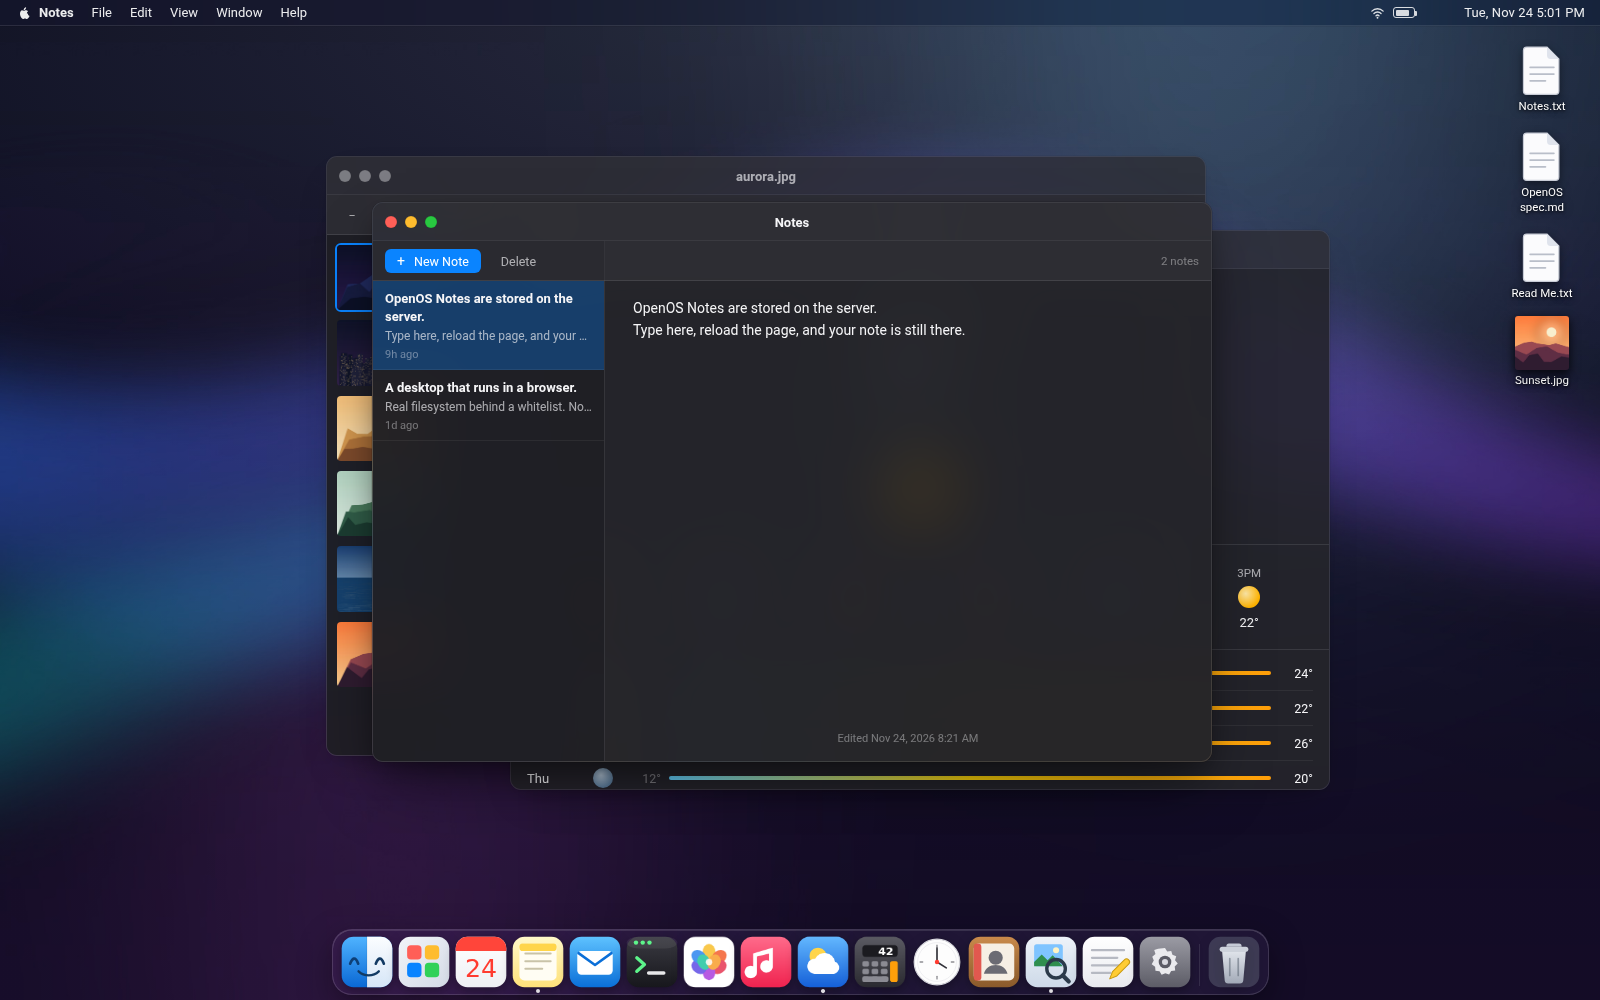 Notes File Edit View Window Help
Tue, Nov 24 5:01 PM
Notes.txt
OpenOS
spec.md
Read Me.txt
Sunset.jpg
aurora.jpg
–
Notes
+ New Note Delete
2 notes
OpenOS Notes are stored on the
server.
Type here, reload the page, and your ...
9h ago
A desktop that runs in a browser.
Real filesystem behind a whitelist. No...
1d ago
OpenOS Notes are stored on the server.
Type here, reload the page, and your note is still there.
Edited Nov 24, 2026 8:21 AM
3PM
22°
24°
22°
26°
Thu 12° 20°
24
42